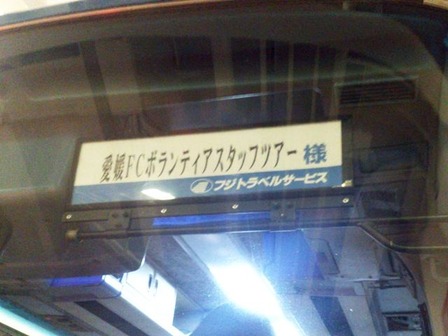 愛媛FCボランティアスタッフツアー様
フジトラベルサービス